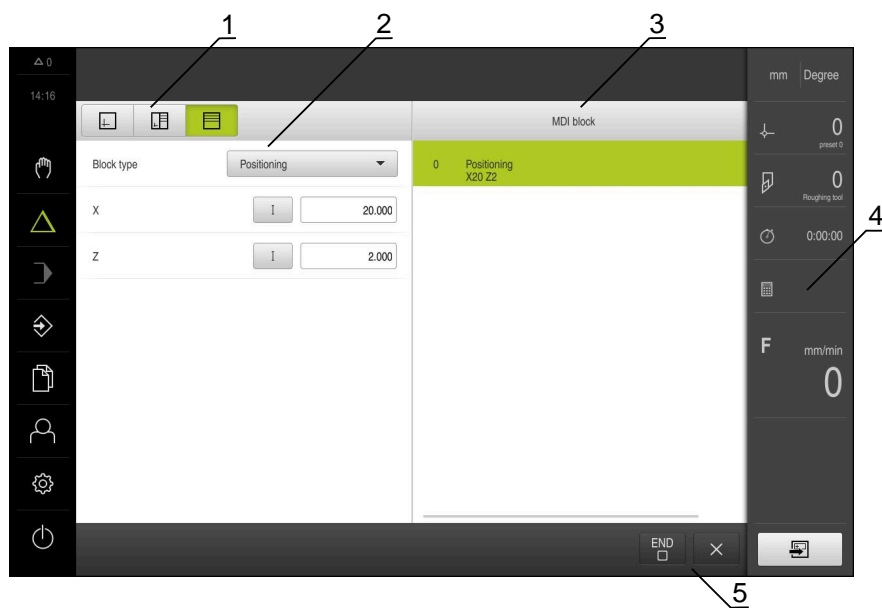 1
2
3
0
14:16
mm
Degree
MDI block
0
preset 0
Block type
Positioning
0
Positioning
X20 Z2
0
Roughing tool
X
I
20.000
4
0:00:00
Z
I
2.000
F
mm/min
0
END
5